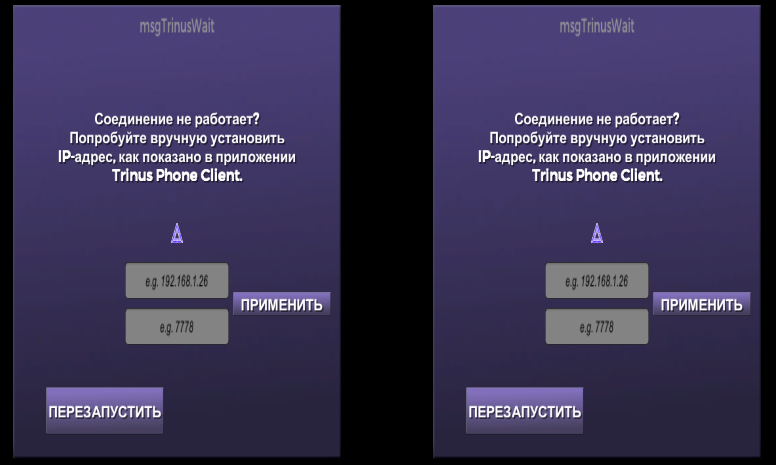 msgTrinusWait
Соединение не работает?
Попробуйте вручную установить
IP-адрес, как показано в приложении
Trinus Phone Client.
e.g. 192.168.1.26
ПРИМЕНИТЬ
e.g. 7778
ПЕРЕЗАПУСТИТЬ
msgTrinusWait
Соединение не работает?
Попробуйте вручную установить
IP-адрес, как показано в приложении
Trinus Phone Client.
e.g. 192.168.1.26
ПРИМЕНИТЬ
e.g. 7778
ПЕРЕЗАПУСТИТЬ